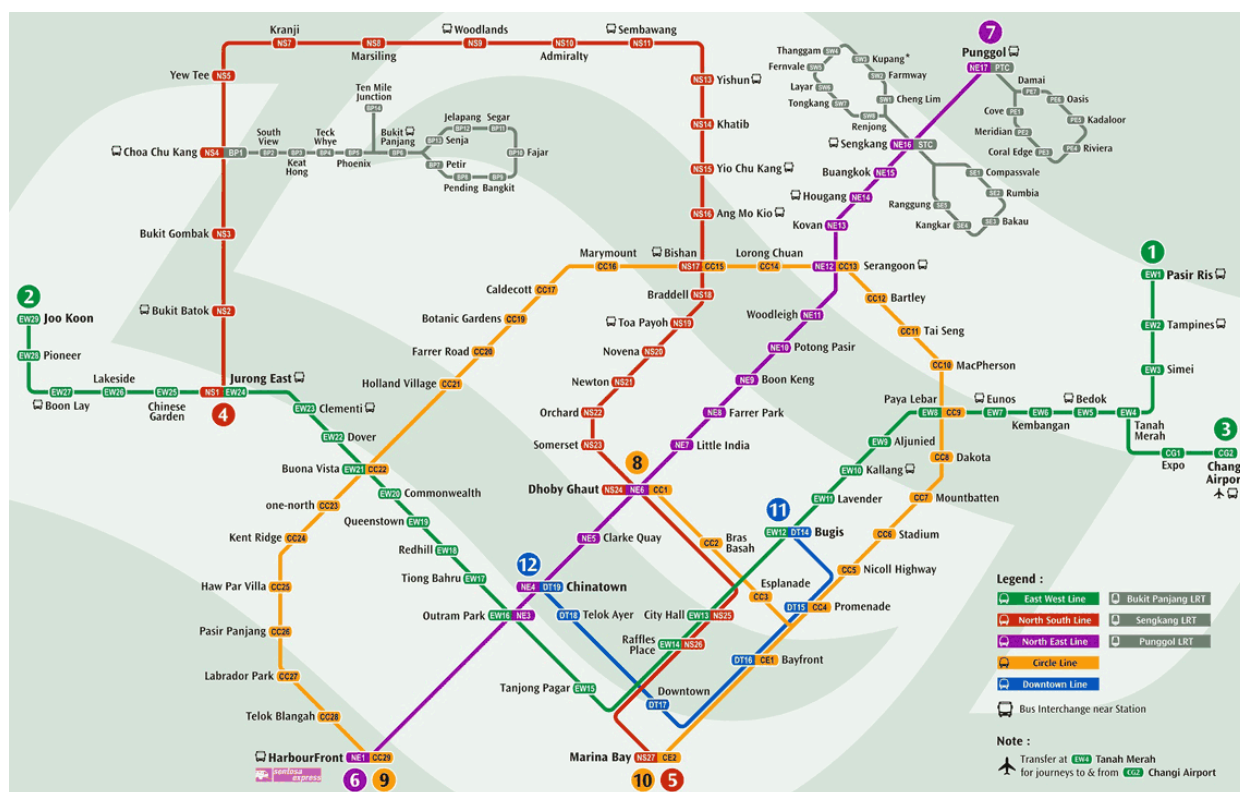 Kranji
NS7
NS8
Marsiling
Woodlands
NS9
NS10
Admiralty
Sembawang
NS11
7
Punggol
NE17 PTC
Thanggam
SW4
Kupang*
SW3
Fernvale
SW5
SW2
Farmway
Layar
SW6
Cheng Lim
SW1
Tongkang
SW7
SW8
Renjong
Damai
PE7
PE6
Oasis
Cove
PE1
PE5
Kadaloor
Meridian
PE2
Coral Edge
PE3
PE4
Riviera
Yew Tee
NS5
NS13
Yishun
Ten Mile
Junction
BP14
NS14
Khatib
Choa Chu Kang
NS4 BP1
South
View
BP2
BP3
Keat
Hong
Teck
Whye
BP4
BP5
Phoenix
Bukit
Panjang
BP6
Jelapang
BP12
Segar
BP11
BP13
Senja
BP10
Fajar
BP7
Petir
BP8
Pending
BP9
Bangkit
NS15
Yio Chu Kang
Sengkang
NE16 STC
Buangkok
NE15
SE1
Compassvale
SE2
Rumbia
Ranggung
SE5
SE3
Bakau
Kangkar
SE4
Hougang
NE14
NS16
Ang Mo Kio
Kovan
NE13
Bukit Gombak
NS3
Marymount
CC16
Bishan
NS17 CC15
Lorong Chuan
CC14
NE12 CC13
Serangoon
1
EW1
Pasir Ris
Caldecott
CC17
Braddell
NS18
CC12
Bartley
2
Joo Koon
EW29
Bukit Batok
NS2
Botanic Gardens
CC19
Toa Payoh
NS19
Woodleigh
NE11
CC11
Tai Seng
EW2
Tampines
Pioneer
EW28
Farrer Road
CC20
Novena
NS20
NE10
Potong Pasir
CC10
MacPherson
EW3
Simei
Lakeside
EW27
Boon Lay
EW26
EW25
Chinese
Garden
Jurong East
NS1 EW24
4
Holland Village
CC21
Newton
NS21
NE9
Boon Keng
EW23
Clementi
Orchard
NS22
NE8
Farrer Park
Paya Lebar
EW8 CC9
Eunos
EW7
EW6
Kembangan
Bedok
EW5
EW4
Tanah
Merah
3
CG1
Expo
CG2
Changi
Airport
EW22
Dover
Somerset
NS23
NE7
Little India
EW9
Aljunied
CC8
Dakota
Buona Vista
EW21 CC22
8
EW10
Kallang
Dhoby Ghaut
NS24 NE6 CC1
EW20
Commonwealth
one-north
CC23
EW11
Lavender
CC7
Mountbatten
Queenstown
EW19
11
EW12 DT14
Bugis
CC6
Stadium
Kent Ridge
CC24
NE5
Clarke Quay
CC2
Bras
Basah
Redhill
EW18
12
CC5
Nicoll Highway
Haw Par Villa
CC25
Tiong Bahru
EW17
NE4 DT19
Chinatown
Esplanade
CC3
Outram Park
EW16 NE3
DT18
Telok Ayer
City Hall
EW13 NS25
DT15 CC4
Promenade
Pasir Panjang
CC26
Raffles
Place
EW14 NS26
DT16 CE1
Bayfront
Labrador Park
CC27
Tanjong Pagar
EW15
Downtown
DT17
Telok Blangah
CC28
HarbourFront
NE1 CC29
sentosa
express
6
9
Marina Bay
NS27 CE2
10
5
Legend :
East West Line
Bukit Panjang LRT
North South Line
Sengkang LRT
North East Line
Punggol LRT
Circle Line
Downtown Line
Bus Interchange near Station
Note :
Transfer at EW4 Tanah Merah
for journeys to & from CG2 Changi Airport